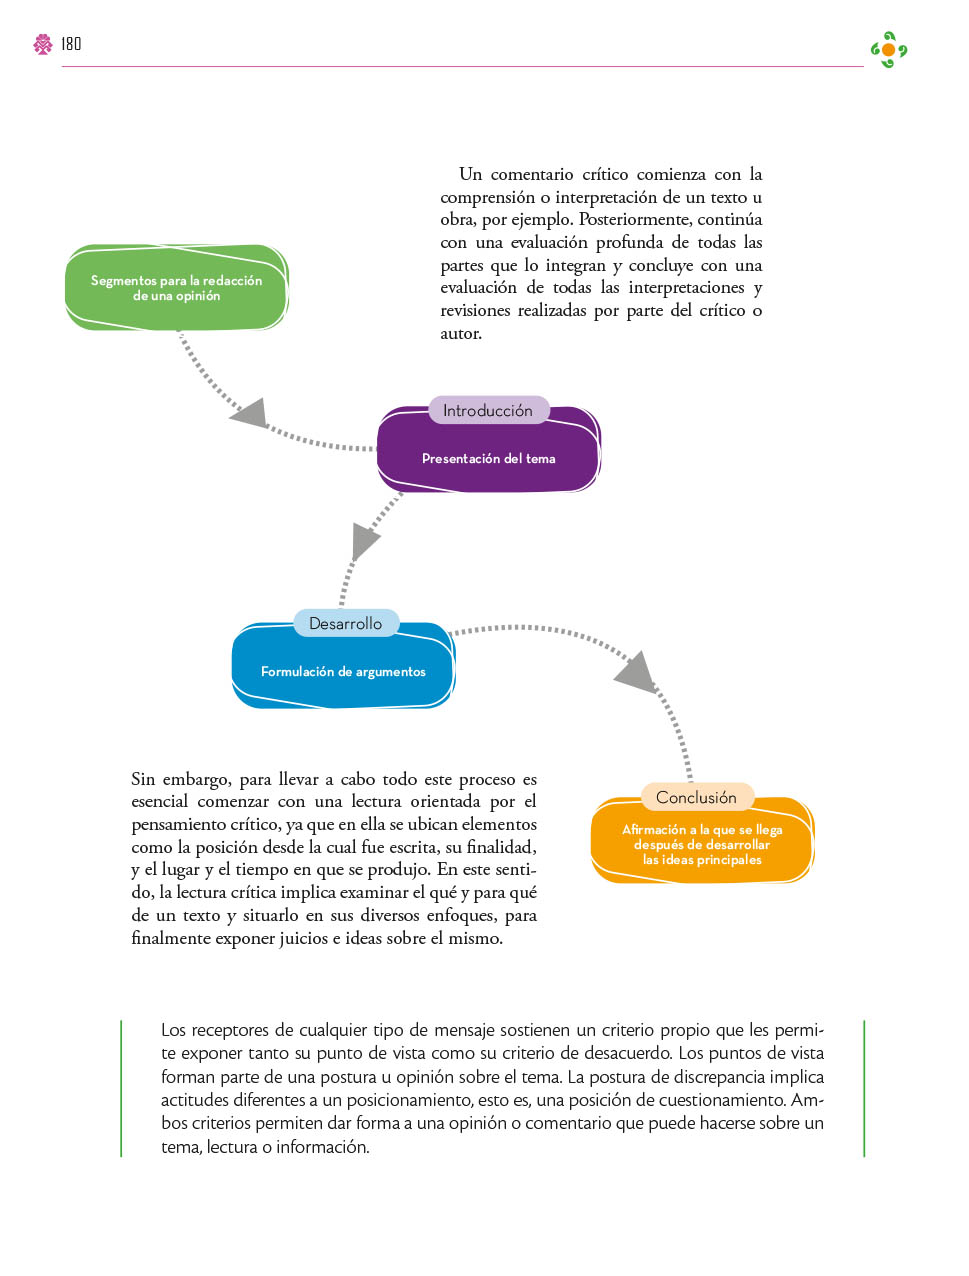 180
Un comentario crítico comienza con la
comprensión o interpretación de un texto u
obra, por ejemplo. Posteriormente, continúa
con una evaluación profunda de todas las
partes que lo integran y concluye con una
evaluación de todas las interpretaciones y
revisiones realizadas por parte del crítico o
autor.
Segmentos para la redacción
de una opinión
Introducción
Presentación del tema
Desarrollo
Formulación de argumentos
Conclusión
Afirmación a la que se llega
después de desarrollar
las ideas principales
Sin embargo, para llevar a cabo todo este proceso es
esencial comenzar con una lectura orientada por el
pensamiento crítico, ya que en ella se ubican elementos
como la posición desde la cual fue escrita, su finalidad,
y el lugar y el tiempo en que se produjo. En este senti-
do, la lectura crítica implica examinar el qué y para qué
de un texto y situarlo en sus diversos enfoques, para
finalmente exponer juicios e ideas sobre el mismo.
Los receptores de cualquier tipo de mensaje sostienen un criterio propio que les permi-
te exponer tanto su punto de vista como su criterio de desacuerdo. Los puntos de vista
forman parte de una postura u opinión sobre el tema. La postura de discrepancia implica
actitudes diferentes a un posicionamiento, esto es, una posición de cuestionamiento. Am-
bos criterios permiten dar forma a una opinión o comentario que puede hacerse sobre un
tema, lectura o información.